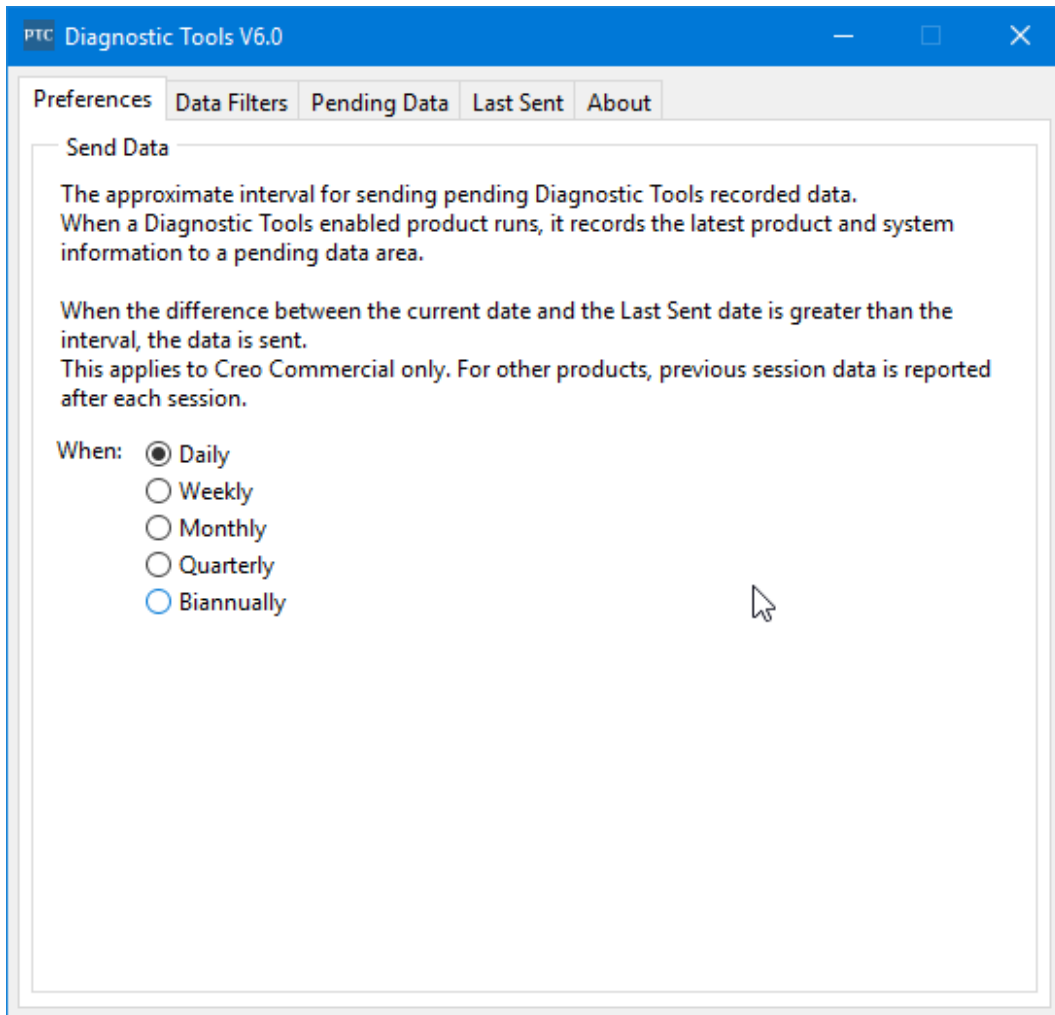 PTC Diagnostic Tools V6.0
Preferences Data Filters Pending Data Last Sent About
Send Data
The approximate interval for sending pending Diagnostic Tools recorded data.
When a Diagnostic Tools enabled product runs, it records the latest product and system
information to a pending data area.
When the difference between the current date and the Last Sent date is greater than the
interval, the data is sent.
This applies to Creo Commercial only. For other products, previous session data is reported
after each session.
When: Daily
Weekly
Monthly
Quarterly
Biannually